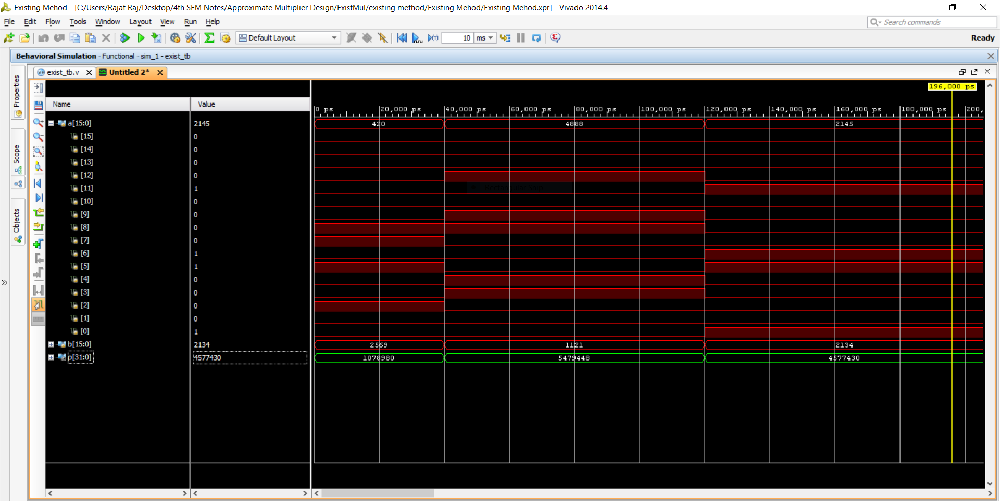 Existing Mehod - [C:/Users/Rajat Raj/Desktop/4th SEM Notes/Approximate Multiplier Design/ExistMul/existing method/Existing Mehod/Existing Mehod.xpr] - Vivado 2014.4
File Edit Flow Tools Window Layout View Run Help
Search commands
Default Layout 10 ms Ready
Behavioral Simulation - Functional - sim_1 - exist_tb
exist_tb.v Untitled 2*
Properties
Scope
Objects
196,000 ps
Name Value
0 ps 20,000 ps 40,000 ps 60,000 ps 80,000 ps 100,000 ps 120,000 ps 140,000 ps 160,000 ps 180,000 ps 200,
a[15:0] 2145 420 4888 2145
[15] 0
[14] 0
[13] 0
[12] 0
[11] 1
Rectangular Snip
[10] 0
[9] 0
[8] 0
[7] 0
[6] 1
[5] 1
[4] 0
[3] 0
[2] 0
[1] 0
[0] 1
b[15:0] 2134 2569 1121 2134
p[31:0] 4577430 1078980 5479448 4577430